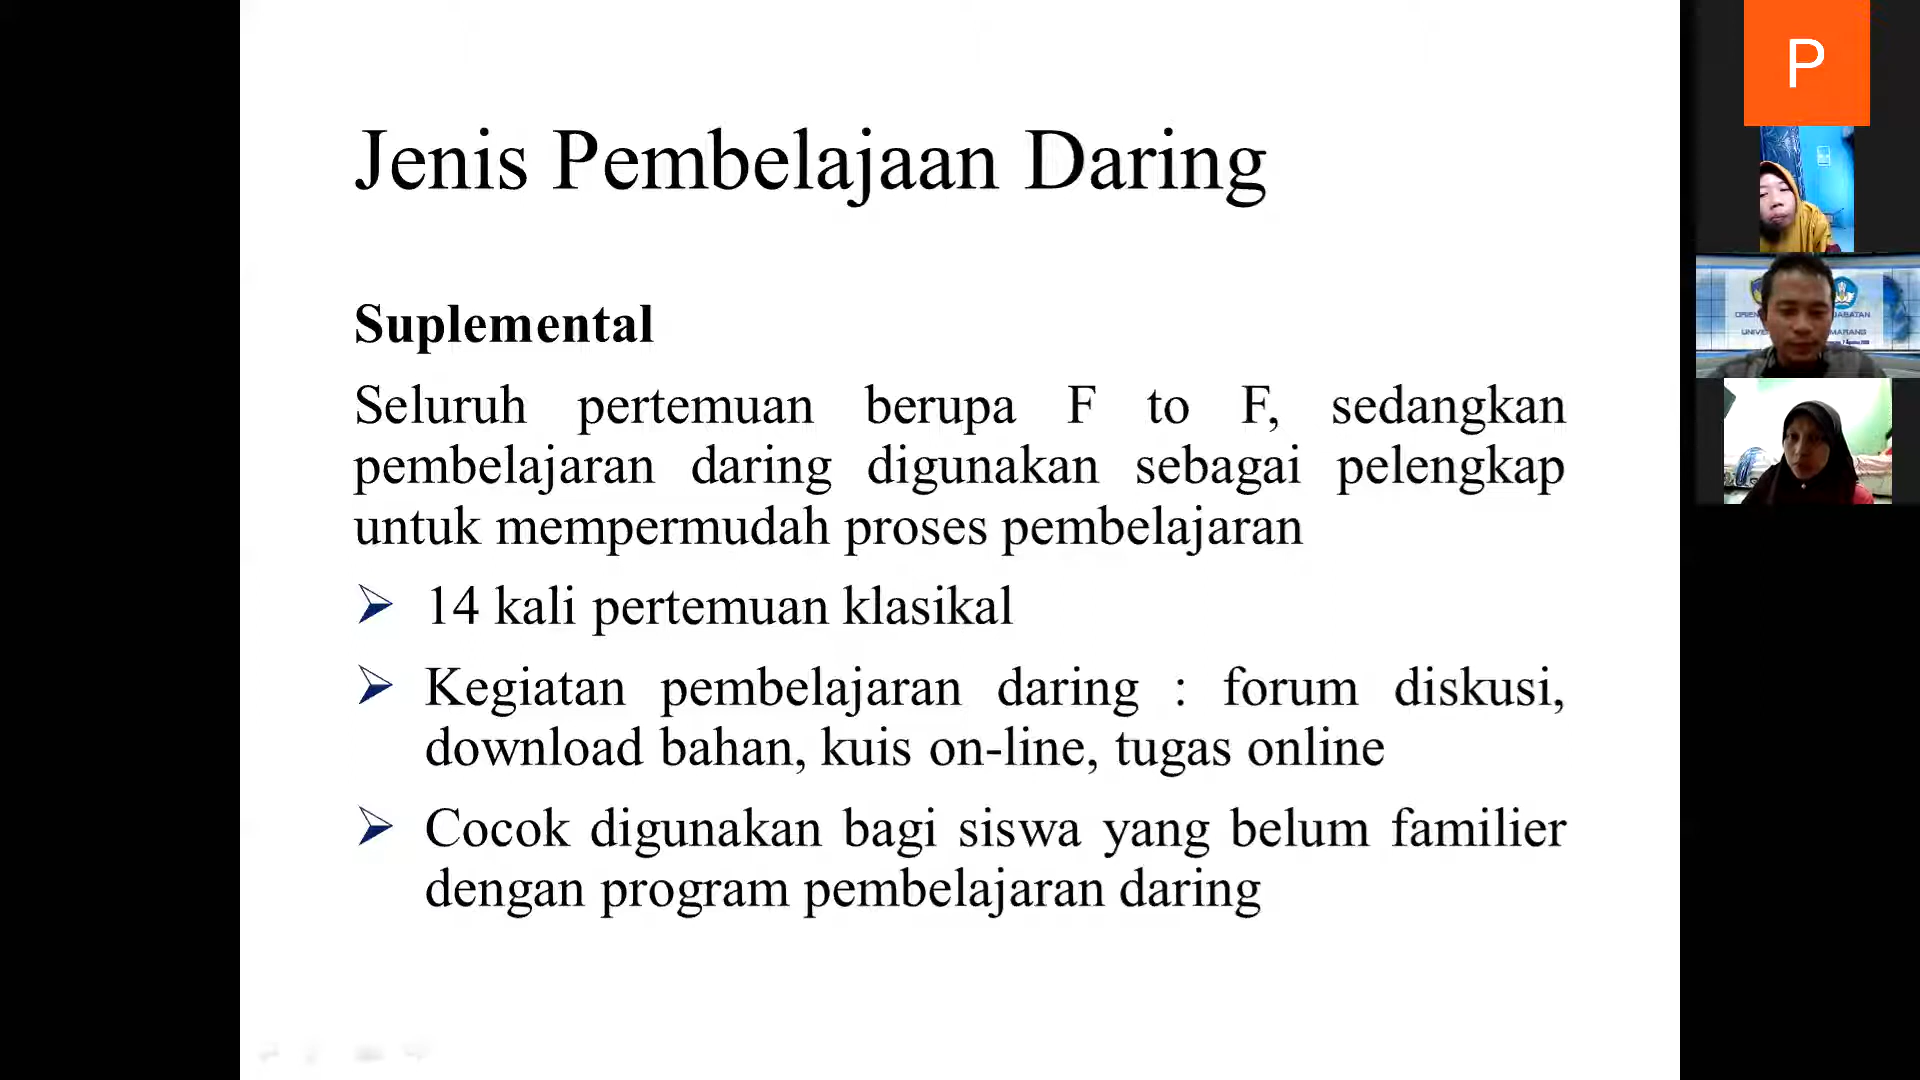 Jenis Pembelajaan Daring
Suplemental
Seluruh pertemuan berupa F to F, sedangkan
pembelajaran daring digunakan sebagai pelengkap
untuk mempermudah proses pembelajaran
14 kali pertemuan klasikal
Kegiatan pembelajaran daring : forum diskusi,
download bahan, kuis on-line, tugas online
Cocok digunakan bagi siswa yang belum familier
dengan program pembelajaran daring
P